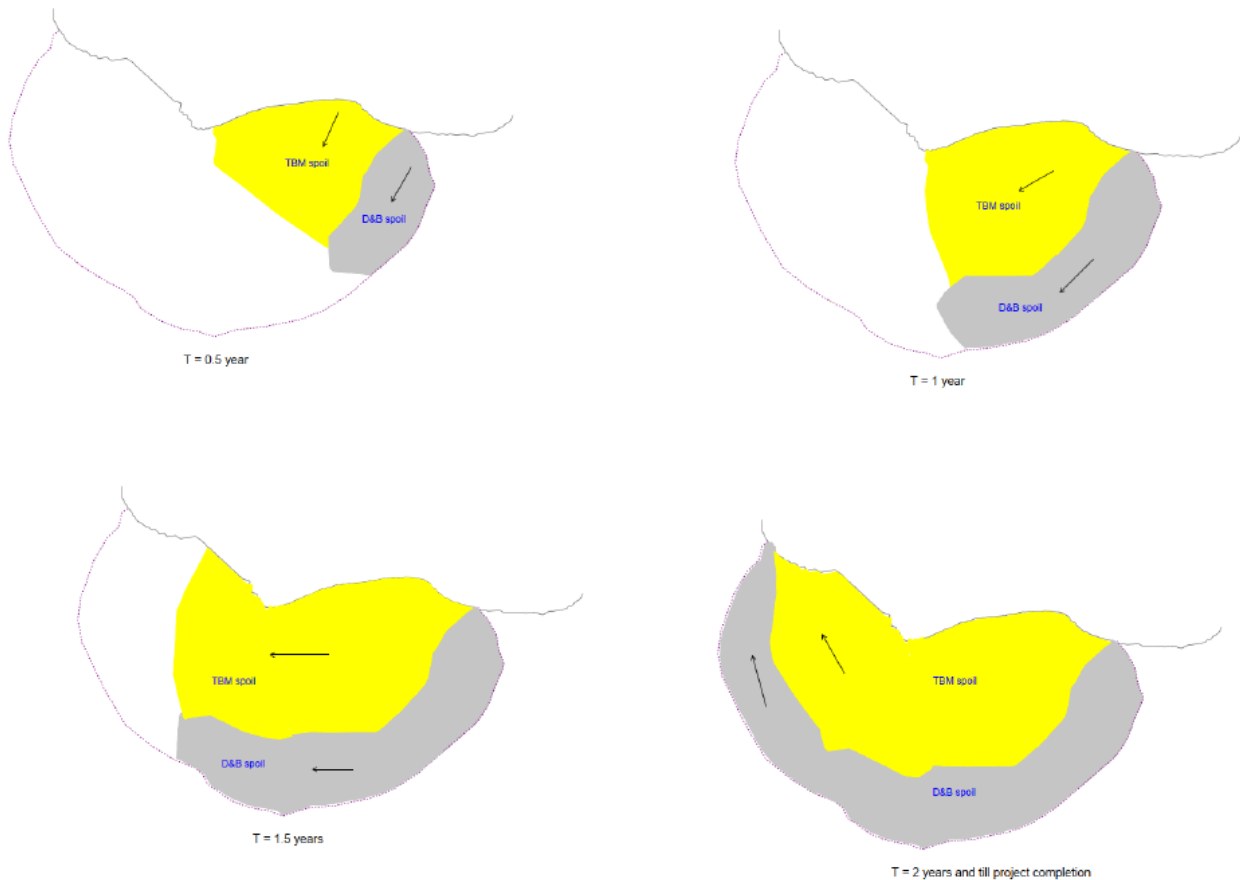 TBM spoil
D&B spoil
T = 0.5 year
TBM spoil
D&B spoil
T = 1 year
TBM spoil
D&B spoil
T = 1.5 years
TBM spoil
D&B spoil
T = 2 years and till project completion